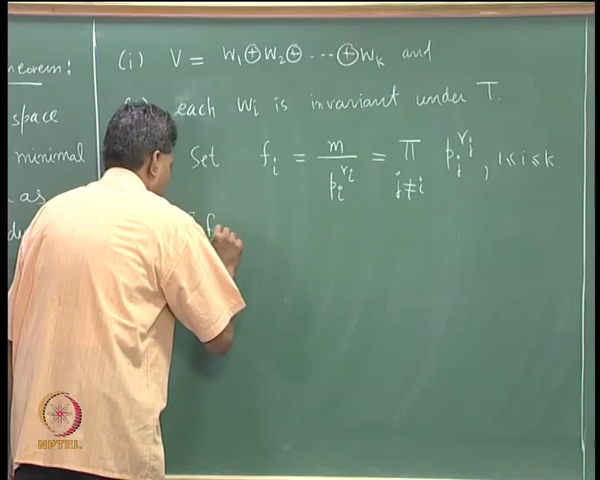 heorem:
space
minimal
as
(i) V = W₁ ⊕ W₂ ⊕ ... ⊕ Wₖ and
each Wᵢ is invariant under T.
Set fᵢ = m / pᵢ^{rᵢ} = Π_{j≠i} pⱼ^{rⱼ}, 1≤i≤k.
f
NPTEL